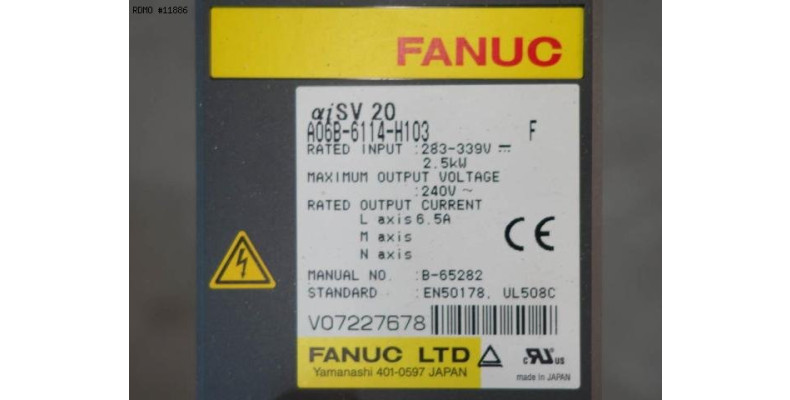 RDMO #11886
FANUC
αiSV 20
A06B-6114-H103 F
RATED INPUT :283-339V ⎓
2.5kW
MAXIMUM OUTPUT VOLTAGE
:240V ~
RATED OUTPUT CURRENT
L axis 6.5A
M axis
N axis
CE
MANUAL NO. :B-65282
STANDARD :EN50178, UL508C
V07227678
FANUC LTD
c RU us
Yamanashi 401-0597 JAPAN
made in JAPAN